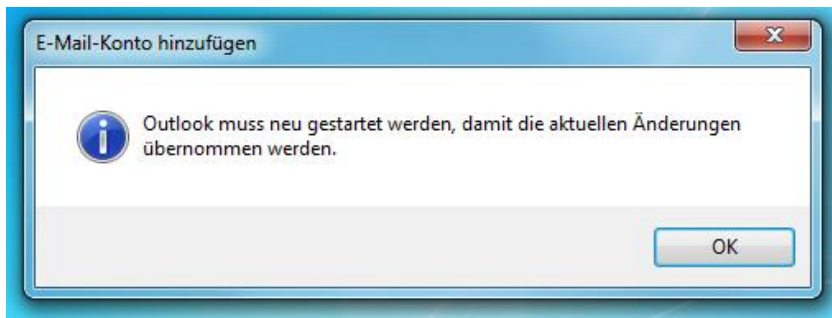 E-Mail-Konto hinzufügen
Outlook muss neu gestartet werden, damit die aktuellen Änderungen
übernommen werden.
OK